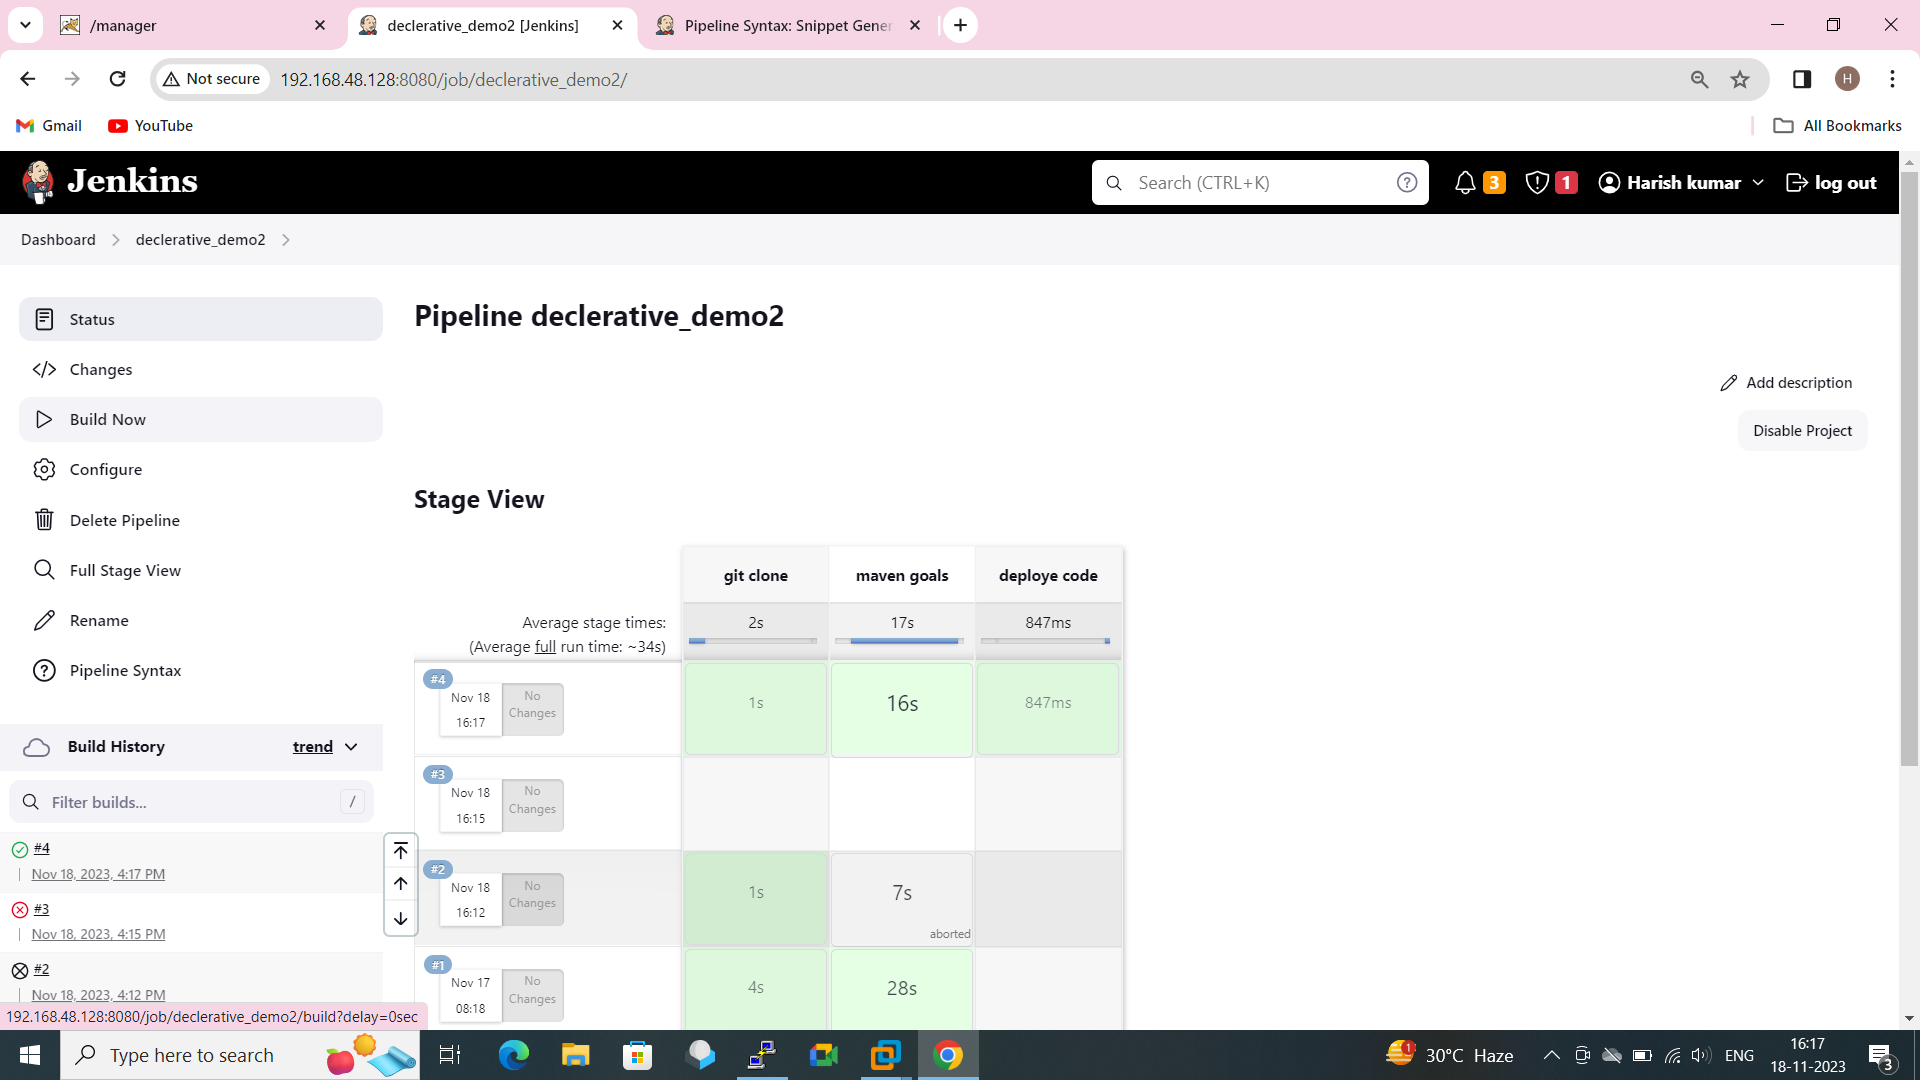 /manager
declerative_demo2 [Jenkins]
Pipeline Syntax: Snippet Gener
Not secure
192.168.48.128:8080/job/declerative_demo2/
H
Gmail
YouTube
All Bookmarks
Jenkins
Search (CTRL+K)
3
1
Harish kumar
log out
Dashboard
declerative_demo2
Status
Changes
Build Now
Configure
Delete Pipeline
Full Stage View
Rename
Pipeline Syntax
Build History
trend
Filter builds...
/
#4
Nov 18, 2023, 4:17 PM
#3
Nov 18, 2023, 4:15 PM
#2
Nov 18, 2023, 4:12 PM
Pipeline declerative_demo2
Add description
Disable Project
Stage View
git clone
maven goals
deploye code
Average stage times:
(Average full run time: ~34s)
2s
17s
847ms
#4
Nov 18
16:17
No
Changes
1s
16s
847ms
#3
Nov 18
16:15
No
Changes
#2
Nov 18
16:12
No
Changes
1s
7s
aborted
#1
Nov 17
08:18
No
Changes
4s
28s
192.168.48.128:8080/job/declerative_demo2/build?delay=0sec
Type here to search
1
30°C Haze
ENG
16:17
18-11-2023
3